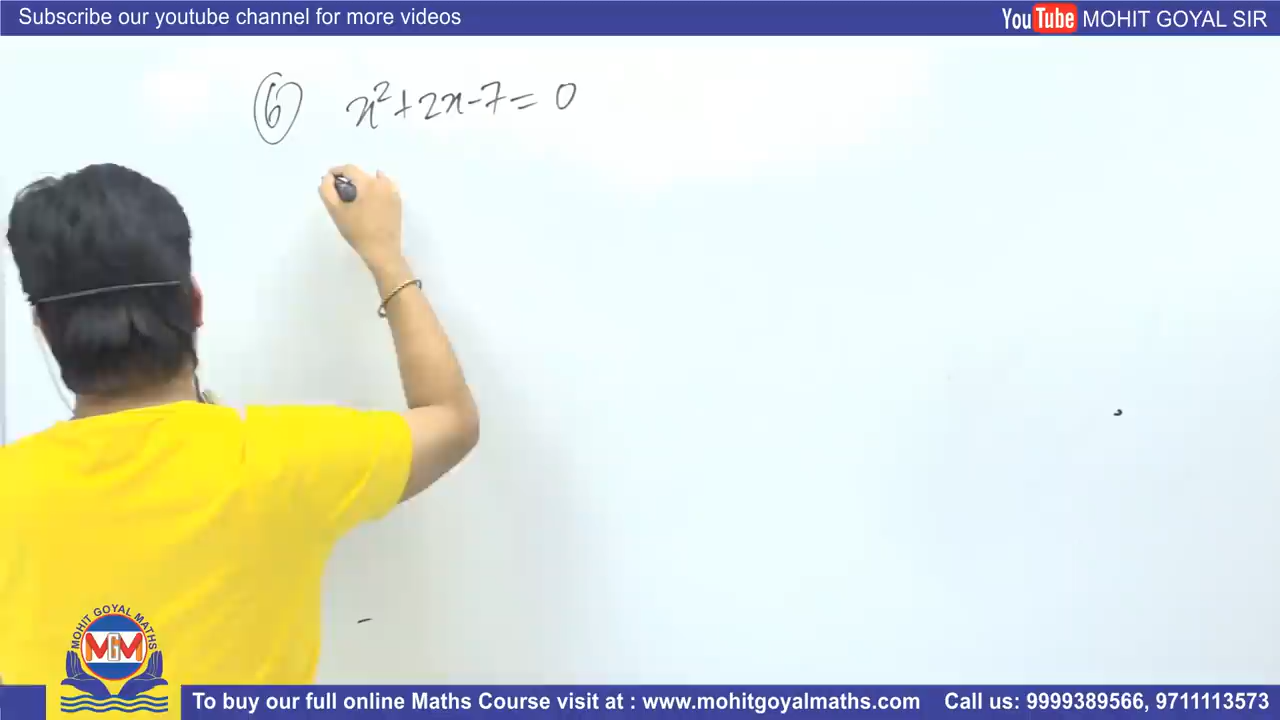 Subscribe our youtube channel for more videos
YouTube MOHIT GOYAL SIR
⑥ x²+2x-7=0
MOHIT GOYAL MATHS
MGM
To buy our full online Maths Course visit at : www.mohitgoyalmaths.com Call us: 9999389566, 9711113573